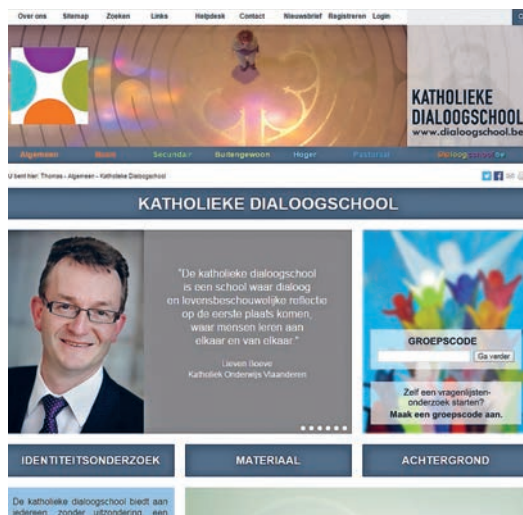 Over ons Sitemap Zoeken Links Helpdesk Contact Nieuwsbrief Registreren Login
KATHOLIEKE
DIALOOGSCHOOL
www.dialoogschool.be
Algemeen Basis Secundair Buitengewoon Hoger Pastoraal Dialoogschool.be
U bent hier: Thomas - Algemeen - Katholieke Dialoogschool
KATHOLIEKE DIALOOGSCHOOL
"De katholieke dialoogschool
is een school waar dialoog
en levensbeschouwelijke reflectie
op de eerste plaats komen,
waar mensen leren aan
elkaar en van elkaar."
Lieven Boeve
Katholiek Onderwijs Vlaanderen
GROEPSCODE
Ga verder
Zelf een vragenlijsten-
onderzoek starten?
Maak een groepscode aan.
IDENTITEITSONDERZOEK MATERIAAL ACHTERGROND
De katholieke dialoogschool biedt aan
iedereen, zonder uitzondering, een